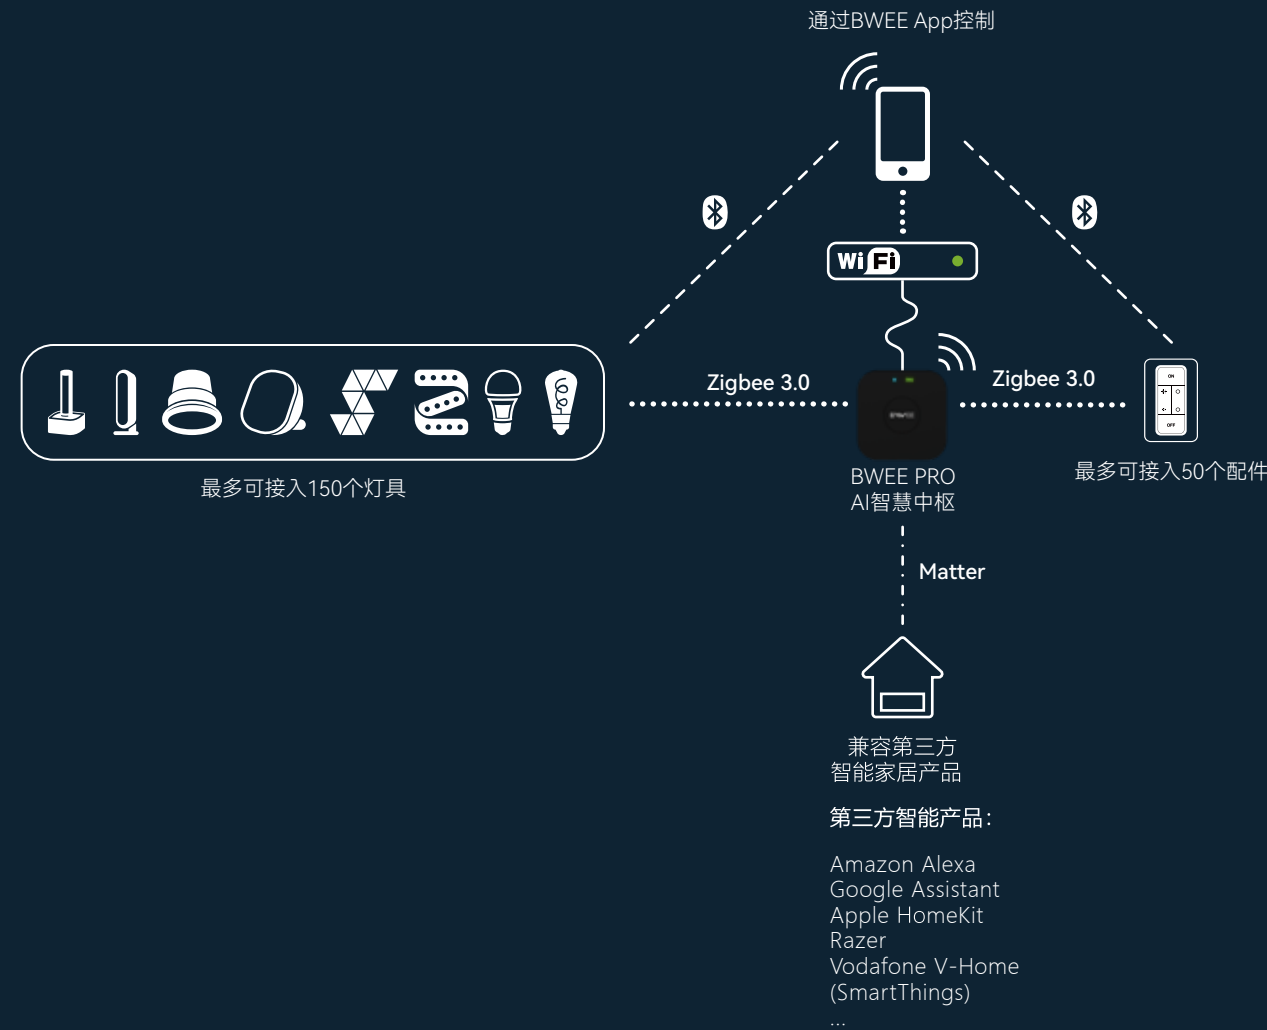 通过BWEE App控制
Wi Fi
Zigbee 3.0
Zigbee 3.0
ON
OFF
最多可接入150个灯具
BWEE PRO
AI智慧中枢
最多可接入50个配件
Matter
兼容第三方
智能家居产品
第三方智能产品：
Amazon Alexa
Google Assistant
Apple HomeKit
Razer
Vodafone V-Home
(SmartThings)
...